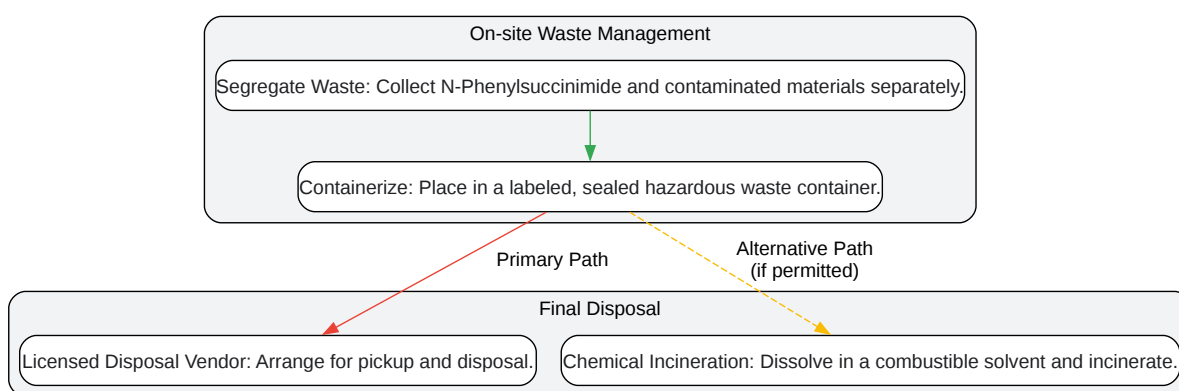 On-site Waste Management
Segregate Waste: Collect N-Phenylsuccinimide and contaminated materials separately.
Containerize: Place in a labeled, sealed hazardous waste container.
Primary Path
Alternative Path
(if permitted)
Final Disposal
Licensed Disposal Vendor: Arrange for pickup and disposal.
Chemical Incineration: Dissolve in a combustible solvent and incinerate.